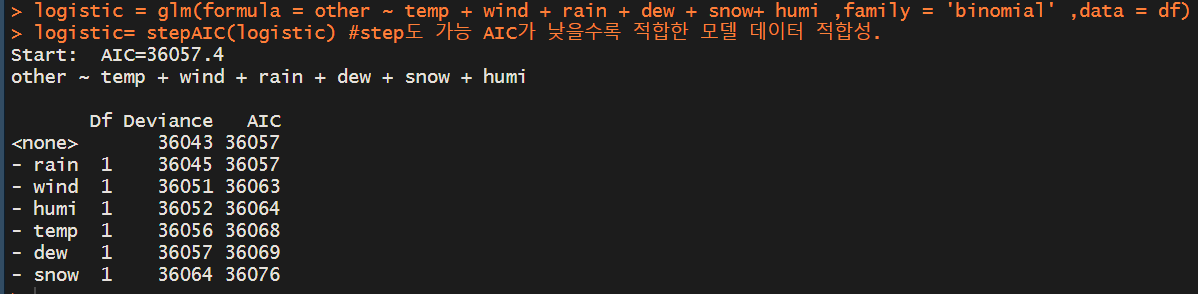 > logistic = glm(formula = other ~ temp + wind + rain + dew + snow+ humi ,family = 'binomial' ,data = df)
> logistic= stepAIC(logistic) #step도 가능 AIC가 낮을수록 적합한 모델 데이터 적합성.
Start:  AIC=36057.4
other ~ temp + wind + rain + dew + snow + humi
       Df Deviance   AIC
<none>       36043 36057
- rain  1    36045 36057
- wind  1    36051 36063
- humi  1    36052 36064
- temp  1    36056 36068
- dew   1    36057 36069
- snow  1    36064 36076